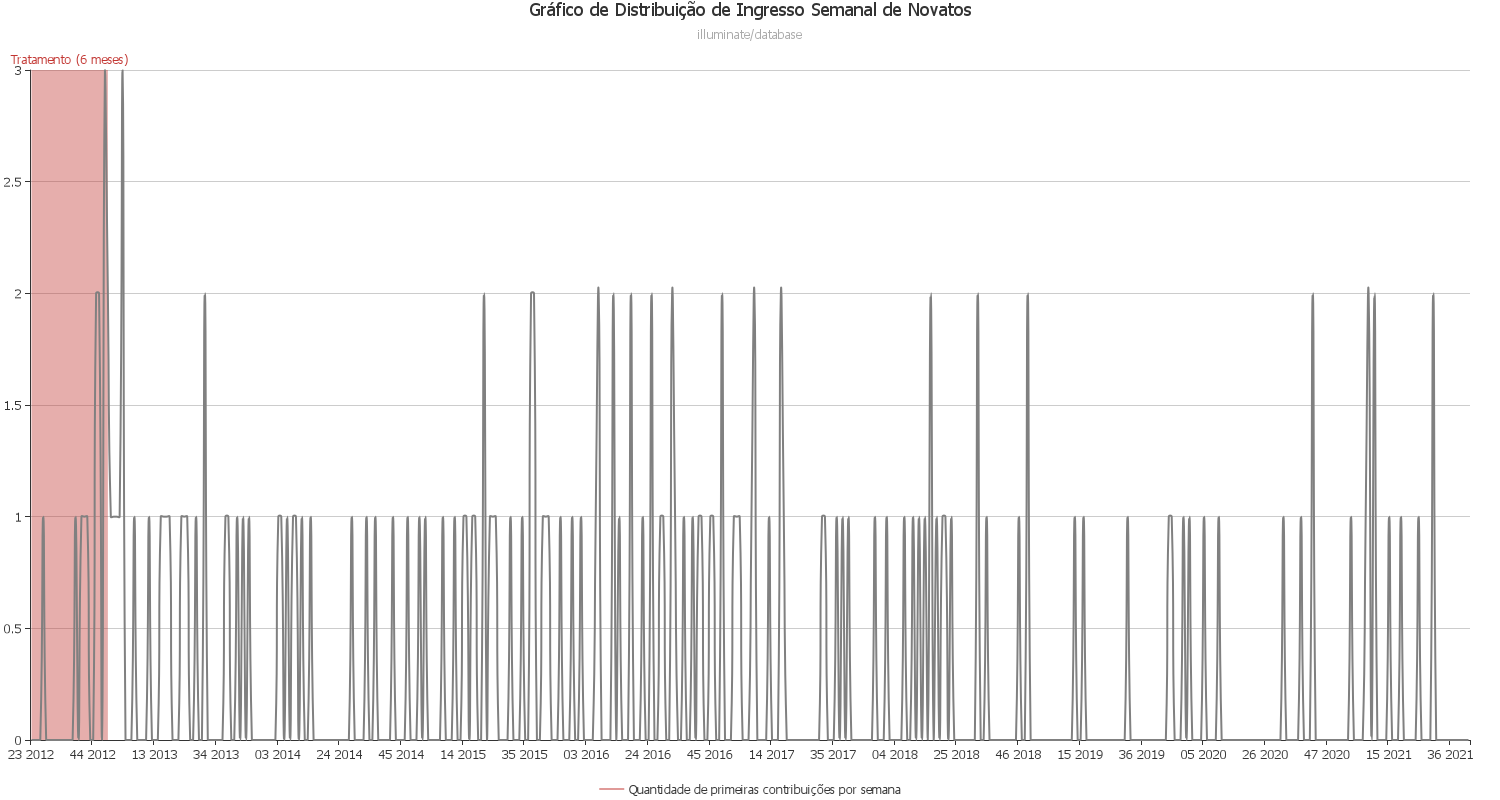 Gráfico de Distribuição de Ingresso Semanal de Novatos
illuminate/database
Tratamento (6 meses)
3
2.5
2
1.5
1
0.5
0
23 2012 44 2012 13 2013 34 2013 03 2014 24 2014 45 2014 14 2015 35 2015 03 2016 24 2016 45 2016 14 2017 35 2017 04 2018 25 2018 46 2018 15 2019 36 2019 05 2020 26 2020 47 2020 15 2021 36 2021
Quantidade de primeiras contribuições por semana